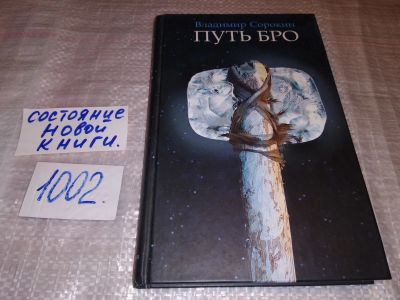 Владимир Сорокин
ПУТЬ БРО
состояние
новой
книги.
1002.